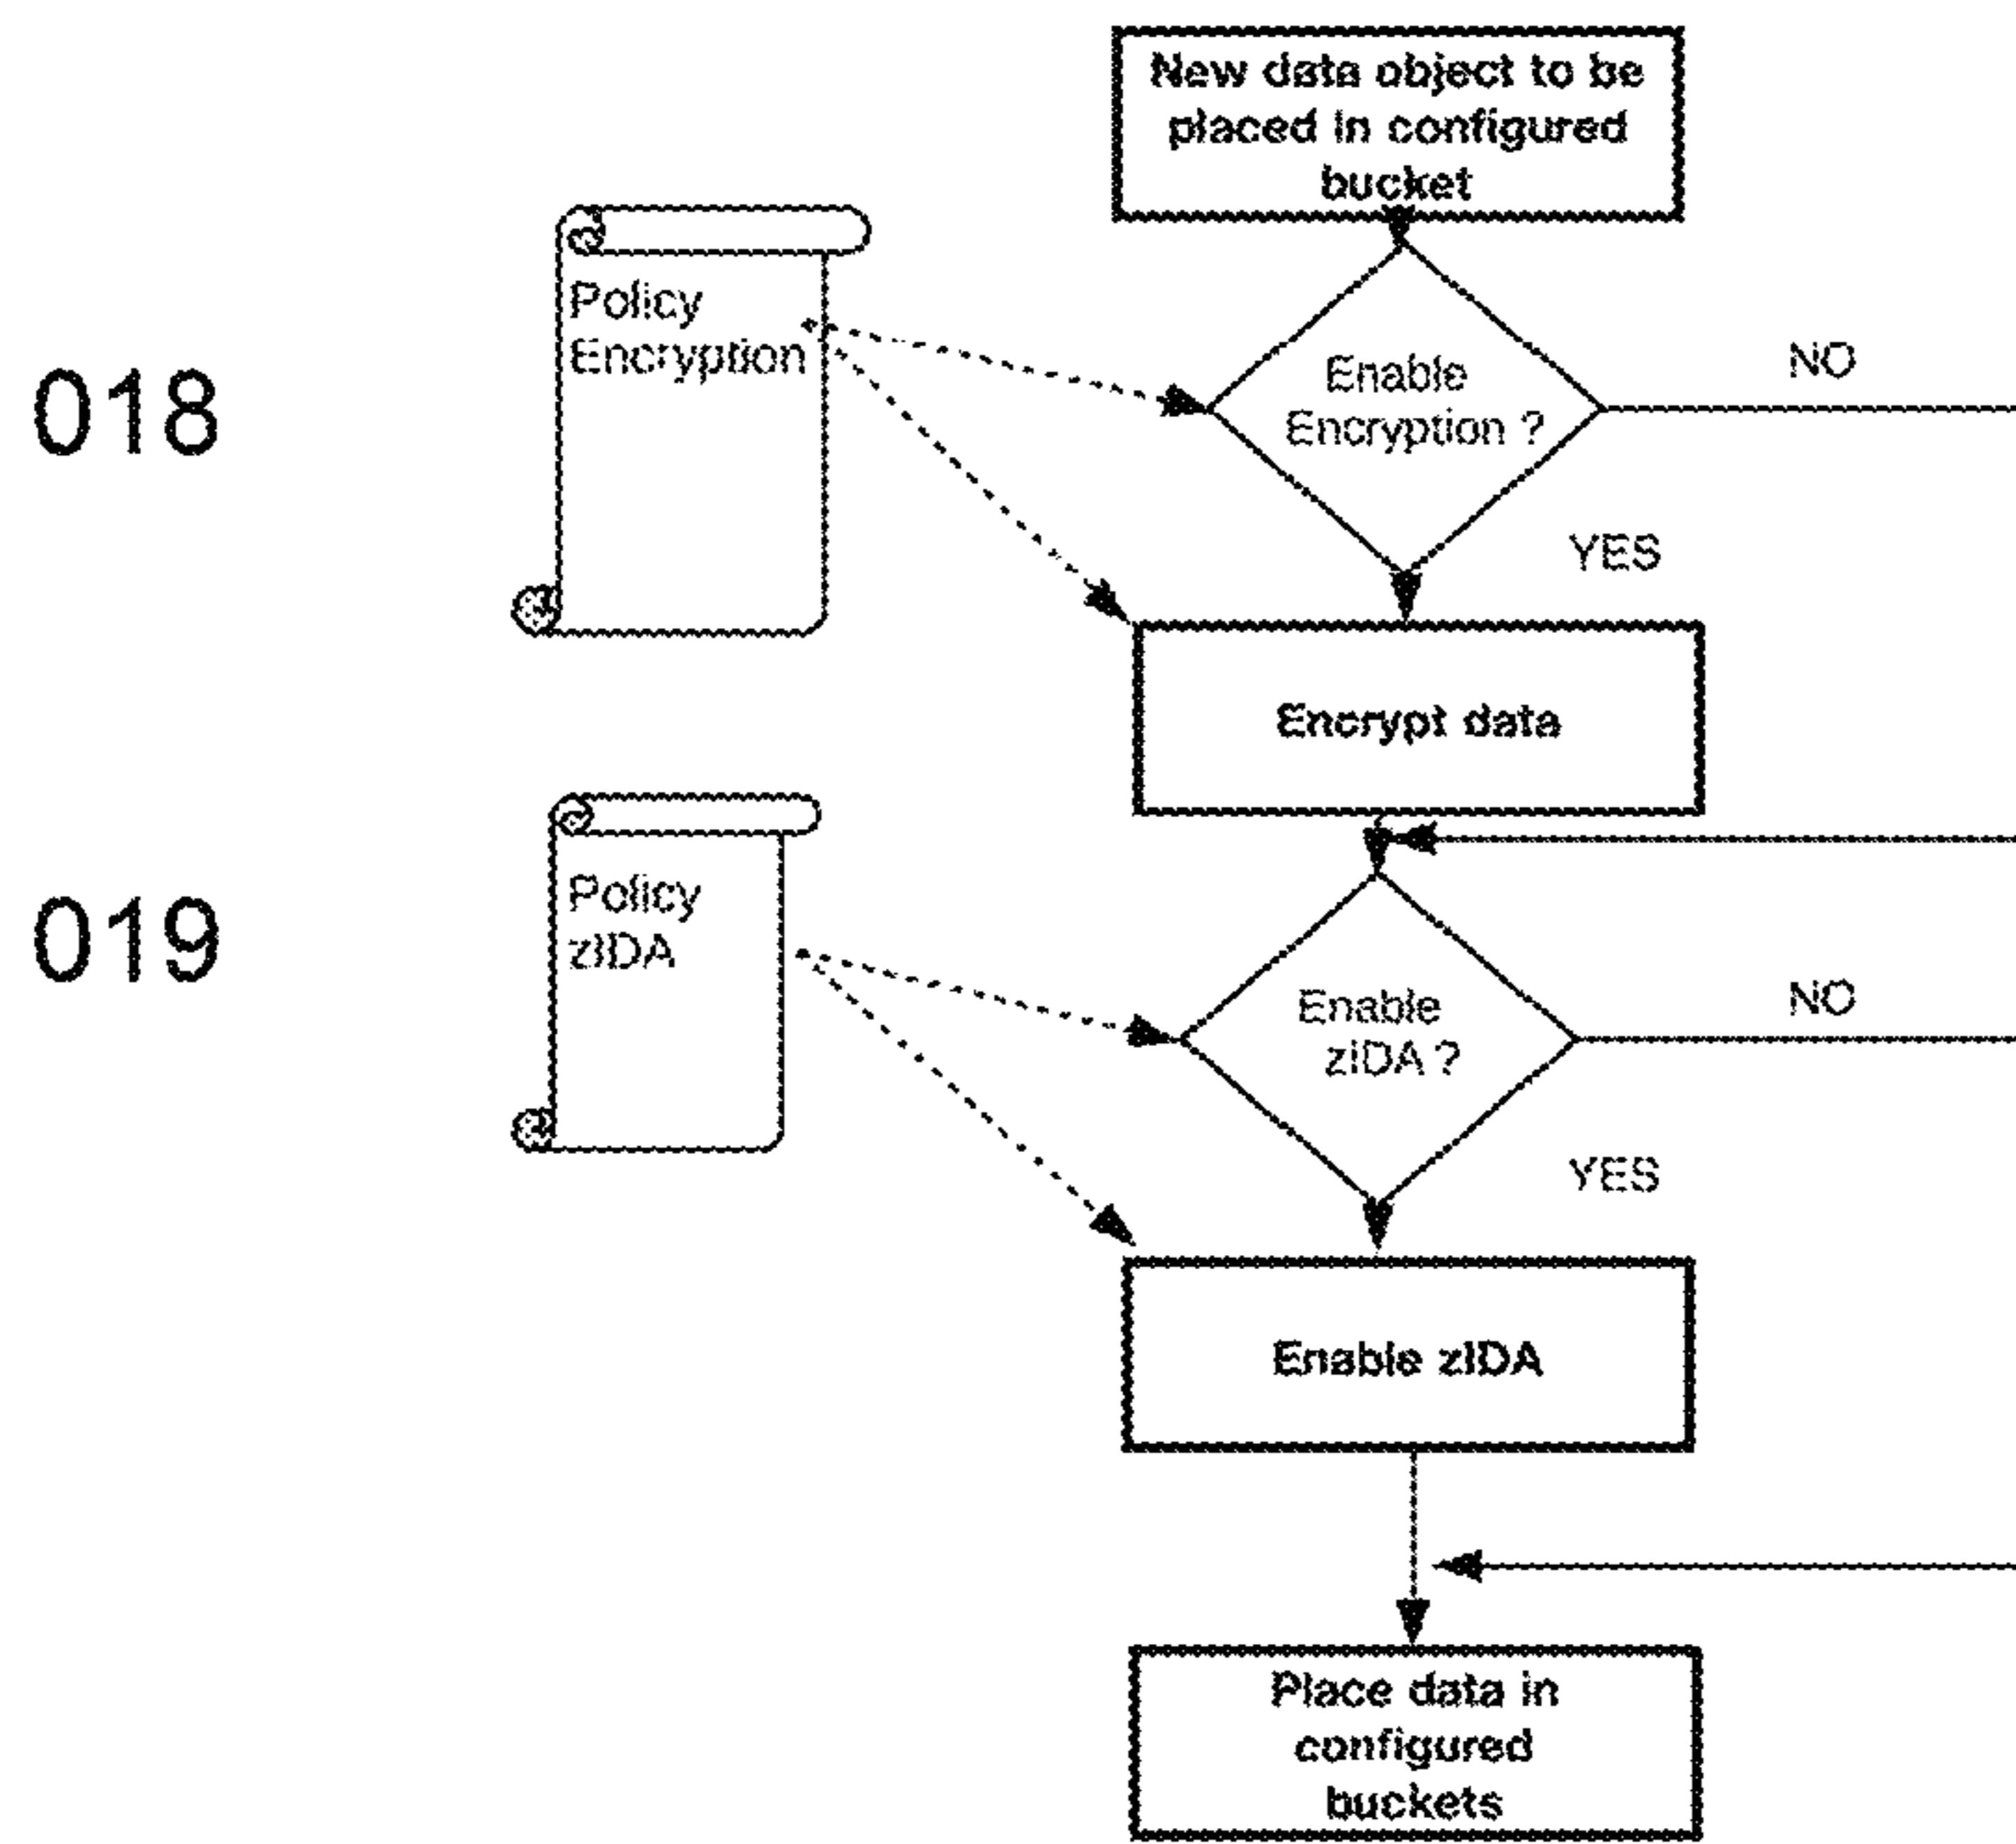 New data object to be
placed in configured
bucket
018
Policy
Encryption
Enable
Encryption ?
NO
YES
Encrypt data
019
Policy
zIDA
Enable
zIDA ?
NO
YES
Enable zIDA
Place data in
configured
buckets